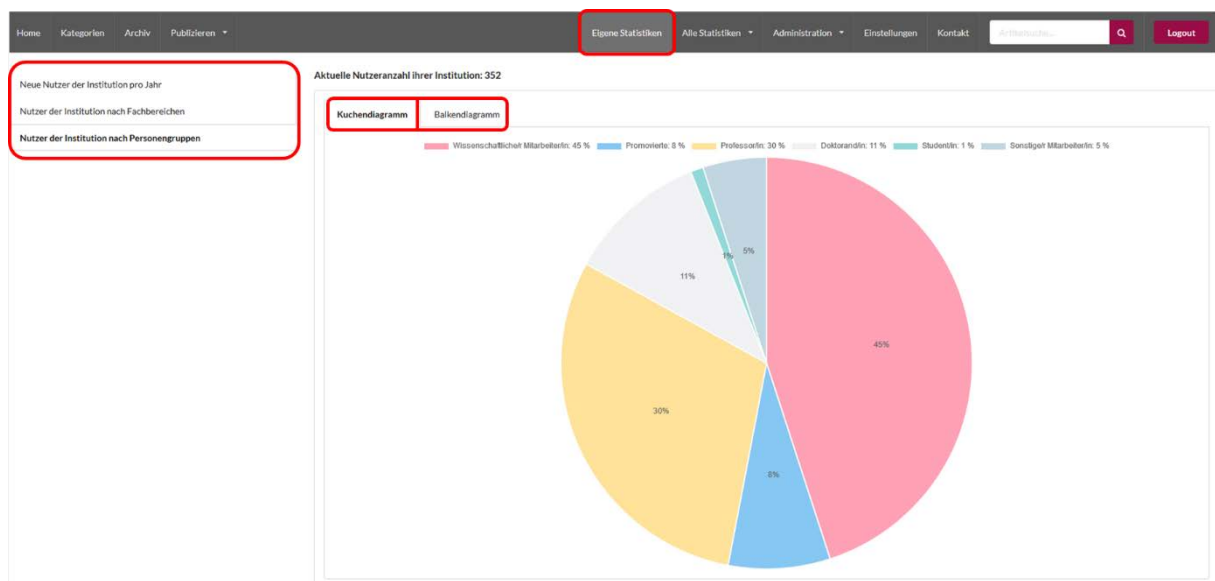 Home Kategorien Archiv Publizieren Eigene Statistiken Alle Statistiken Administration Einstellungen Kontakt Artikelsuche... Logout
Neue Nutzer der Institution pro Jahr
Nutzer der Institution nach Fachbereichen
Nutzer der Institution nach Personengruppen
Aktuelle Nutzeranzahl ihrer Institution: 352
Kuchendiagramm Balkendiagramm
Wissenschaftliche/r Mitarbeiter/in: 45 % Promovierte: 8 % Professor/in: 30 % Doktorand/in: 11 % Student/in: 1 % Sonstige/r Mitarbeiter/in: 5 %
5%
1%
11%
45%
30%
8%